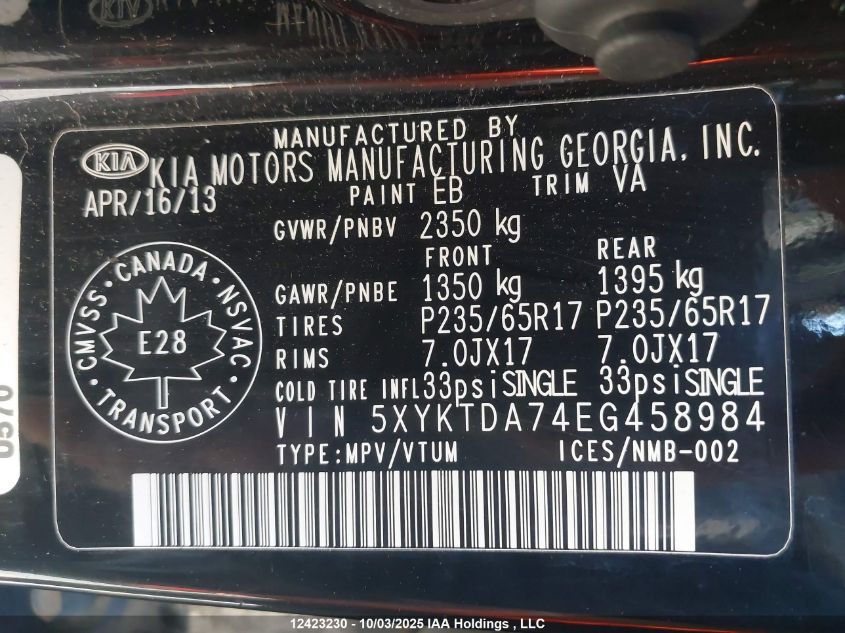 MANUFACTURED BY
KIA KIA MOTORS MANUFACTURING GEORGIA, INC.
APR/16/13 PAINT EB TRIM VA
GVWR/PNBV 2350 kg
FRONT REAR
GAWR/PNBE 1350 kg 1395 kg
TIRES P235/65R17 P235/65R17
RIMS 7.0JX17 7.0JX17
COLD TIRE INFL 33psi SINGLE 33psi SINGLE
VIN 5XYKTDA74EG458984
TYPE:MPV/VTUM ICES/NMB-002
CMVSS · CANADA · NSVAC · TRANSPORT ·
E28
0370
12423230 - 10/03/2025 IAA Holdings , LLC